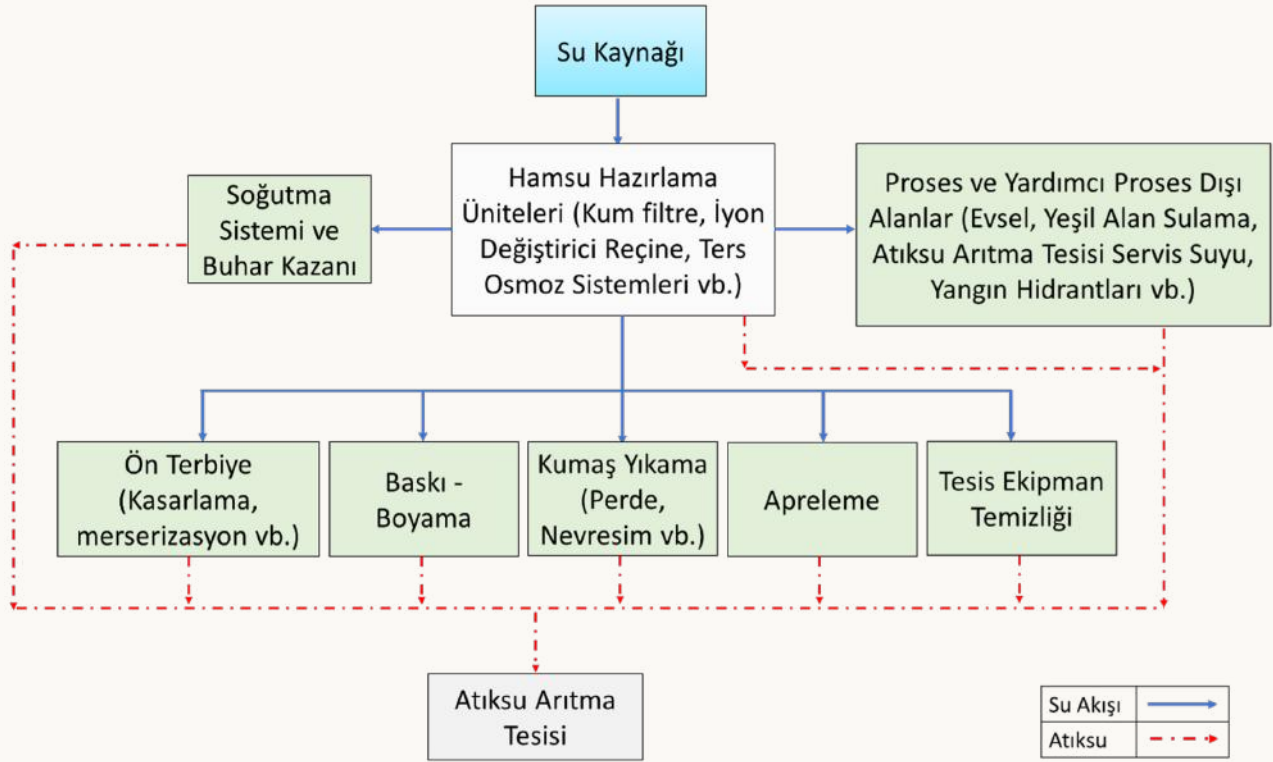 Su Kaynağı
Hamsu Hazırlama
Üniteleri (Kum filtre, İyon
Değiştirici Reçine, Ters
Osmoz Sistemleri vb.)
Soğutma
Sistemi ve
Buhar Kazanı
Proses ve Yardımcı Proses Dışı
Alanlar (Evsel, Yeşil Alan Sulama,
Atıksu Arıtma Tesisi Servis Suyu,
Yangın Hidrantları vb.)
Ön Terbiye
(Kasarlama,
merserizasyon vb.)
Baskı -
Boyama
Kumaş Yıkama
(Perde,
Nevresim vb.)
Apreleme
Tesis Ekipman
Temizliği
Atıksu Arıtma
Tesisi
Su Akışı
Atıksu